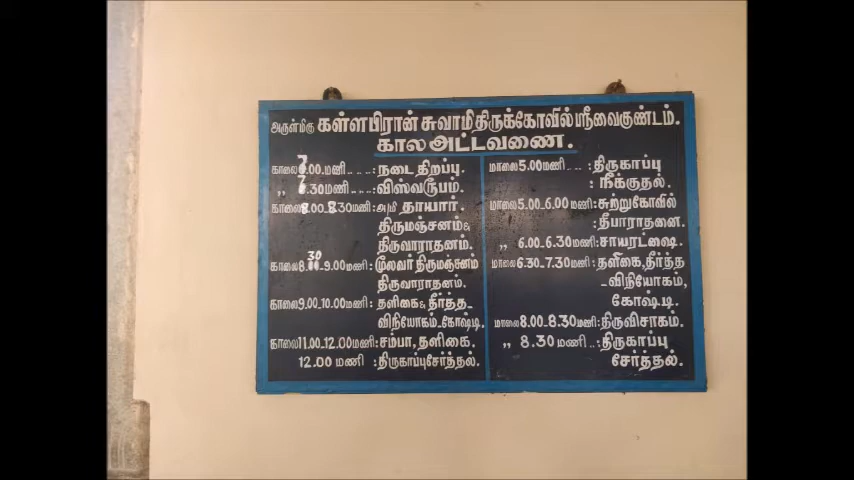 அருள்மிகு கள்ளபிரான் சுவாமி திருக்கோவில் ஸ்ரீவைகுண்டம்.
கால அட்டவணை.
காலை 7.00 மணி .. .. : நடை திறப்பு.
,, 7.30 மணி .. .. : விஸ்வரூபம்.
காலை 8.00-8.30 மணி: அ/மி தாயார்.
திருமஞ்சனம்&
திருவாராதனம்.
காலை 8.30-9.00 மணி: மூலவர் திருமஞ்சனம்
திருவாராதனம்.
காலை 9.00-10.00 மணி: தளிகை & தீர்த்த-
விநியோகம்-கோஷ்டி.
காலை 11.00-12.00 மணி: சம்பா, தளிகை.
12.00 மணி : திருகாப்பு சேர்த்தல்.
மாலை 5.00 மணி .. .. : திருகாப்பு
: நீக்குதல்.
மாலை 5.00-6.00 மணி: சுற்றுகோவில்
: தீபாராதனை.
,, 6.00-6.30 மணி: சாயரட்ஷை.
மாலை 6.30-7.30 மணி: தளிகை, தீர்த்த
-விநியோகம்,
கோஷ்டி.
மாலை 8.00-8.30 மணி: திருவிசாகம்.
,, 8.30 மணி .. : திருகாப்பு
சேர்த்தல்.